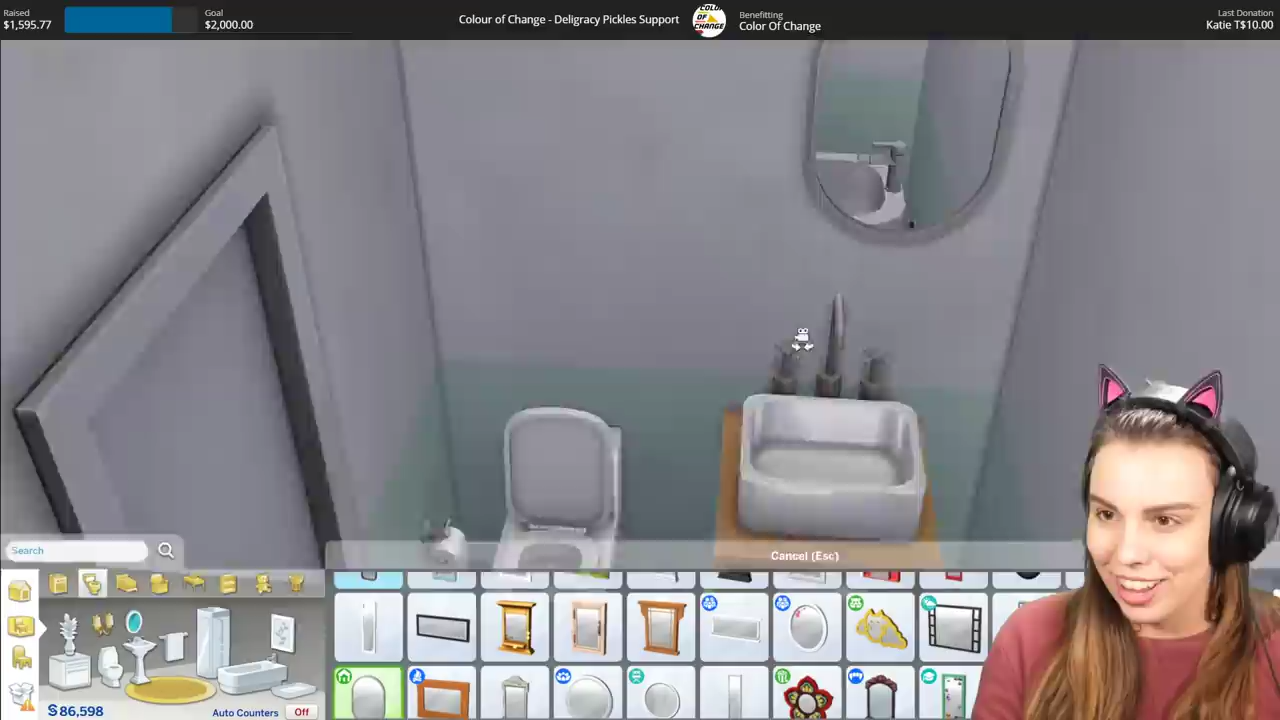 Raised
$1,595.77
Goal
$2,000.00
Colour of Change - Deligracy Pickles Support
COLOR OF CHANGE
Benefitting
Color Of Change
Last Donation
Katie T$10.00
Cancel (Esc)
Search
§86,598
Auto Counters
Off